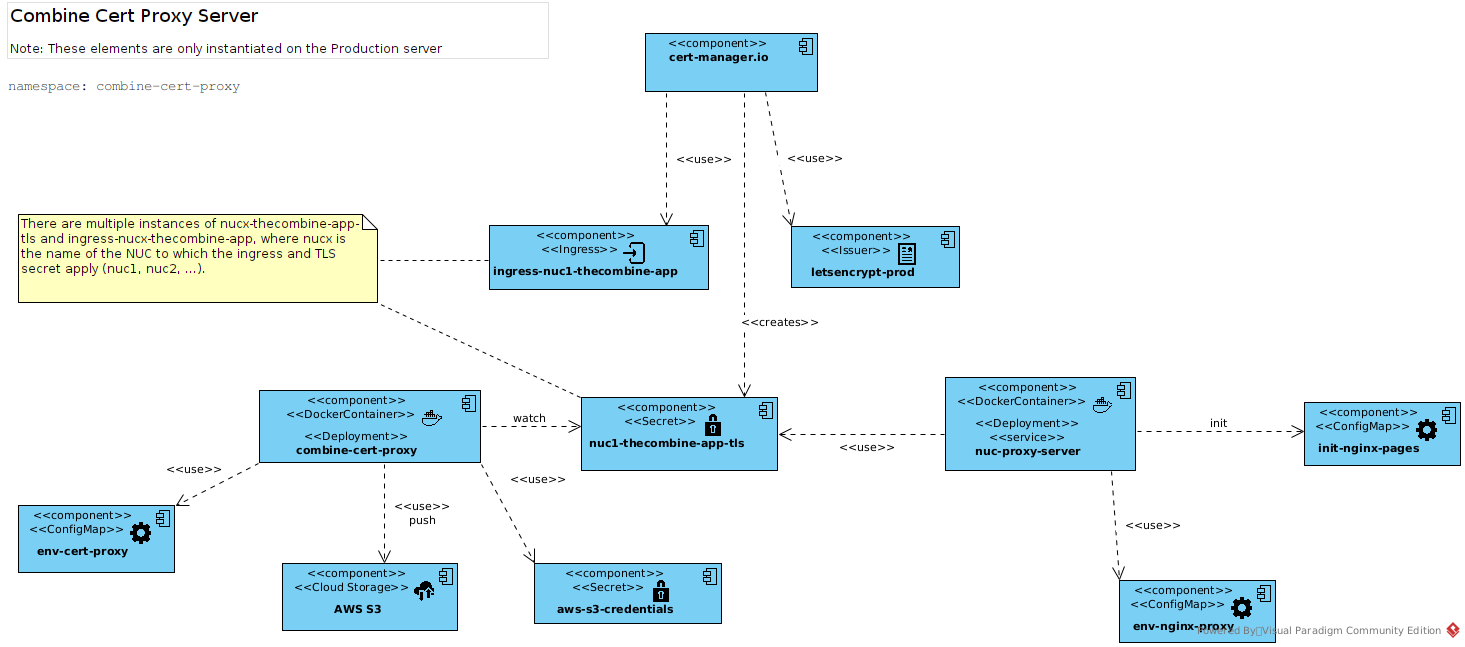 Combine Cert Proxy Server
Note: These elements are only instantiated on the Production server
namespace: combine-cert-proxy
<<component>>
cert-manager.io
<<use>>
<<use>>
There are multiple instances of nucx-thecombine-app-
tls and ingress-nucx-thecombine-app, where nucx is
the name of the NUC to which the ingress and TLS
secret apply (nuc1, nuc2, ...).
<<component>>
<<Ingress>>
ingress-nuc1-thecombine-app
<<component>>
<<Issuer>>
letsencrypt-prod
<<creates>>
<<component>>
<<DockerContainer>>
<<Deployment>>
combine-cert-proxy
watch
<<component>>
<<Secret>>
nuc1-thecombine-app-tls
<<use>>
<<component>>
<<DockerContainer>>
<<Deployment>>
<<service>>
nuc-proxy-server
init
<<component>>
<<ConfigMap>>
init-nginx-pages
<<use>>
<<use>>
push
<<use>>
<<use>>
<<component>>
<<ConfigMap>>
env-cert-proxy
<<component>>
<<Cloud Storage>>
AWS S3
<<component>>
<<Secret>>
aws-s3-credentials
<<component>>
<<ConfigMap>>
env-nginx-proxy
Powered By Visual Paradigm Community Edition